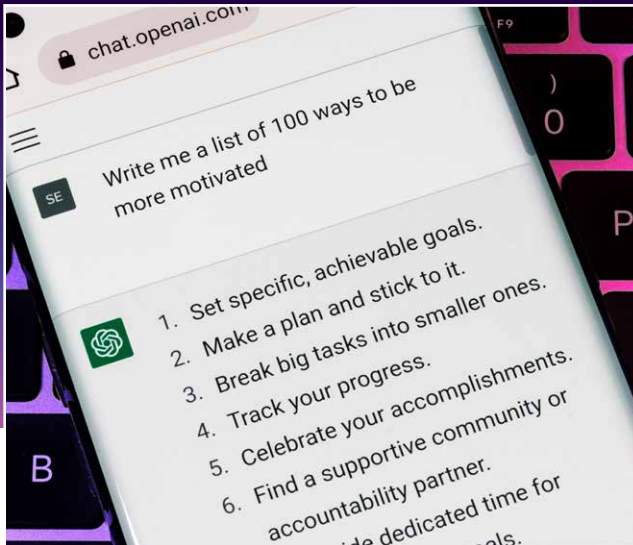 chat.openai.com
SE
Write me a list of 100 ways to be
more motivated
1. Set specific, achievable goals.
2. Make a plan and stick to it.
3. Break big tasks into smaller ones.
4. Track your progress.
5. Celebrate your accomplishments.
6. Find a supportive community or
accountability partner.
dedicated time for
F9
)
0
P
B